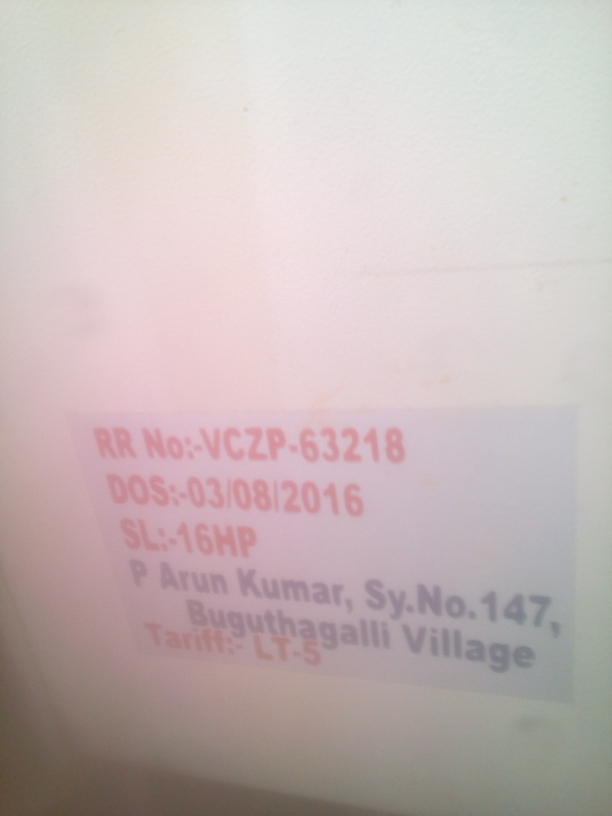 RR No:-VCZP-63218
DOS:-03/08/2016
SL:-16HP
P Arun Kumar, Sy.No.147,
Buguthagalli Village
Tariff:- LT-5